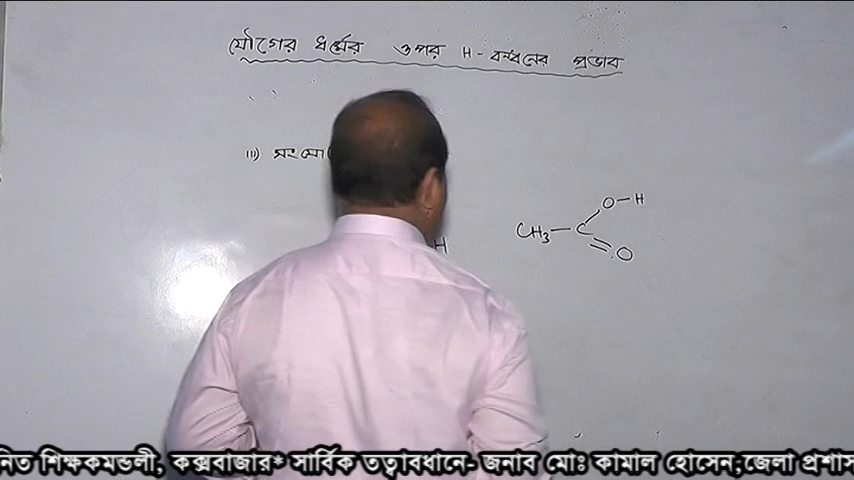 যৌগের ধর্মের ওপর H-বন্ধনের প্রভাব
iii) সংযো
O-H
CH3-C
H
O
নিত শিক্ষকমন্ডলী, কক্সবাজার* সার্বিক তত্বাবধানে- জনাব মোঃ কামাল হোসেন;জেলা প্রশাস